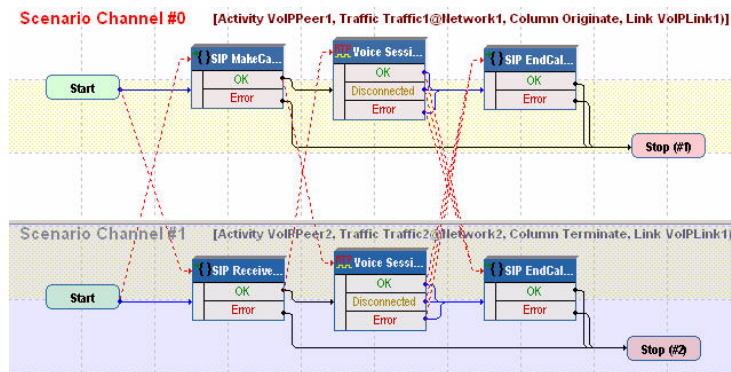 Scenario Channel #0 [Activity VoIPPeer1, Traffic Traffic1@Network1, Column Originate, Link VoIPLink1)]
{}SIP MakeCa... Voice Sessi... {}SIP EndCal...
Start OK OK OK
Error Disconnected Error
Error
Stop (#1)
Scenario Channel #1 [Activity VoIPPeer2, Traffic Traffic2@Network2, Column Terminate, Link VoIPLink1)
{}SIP Receive... Voice Sessi... {}SIP EndCal...
Start OK OK OK
Error Disconnected Error
Error
Stop (#2)